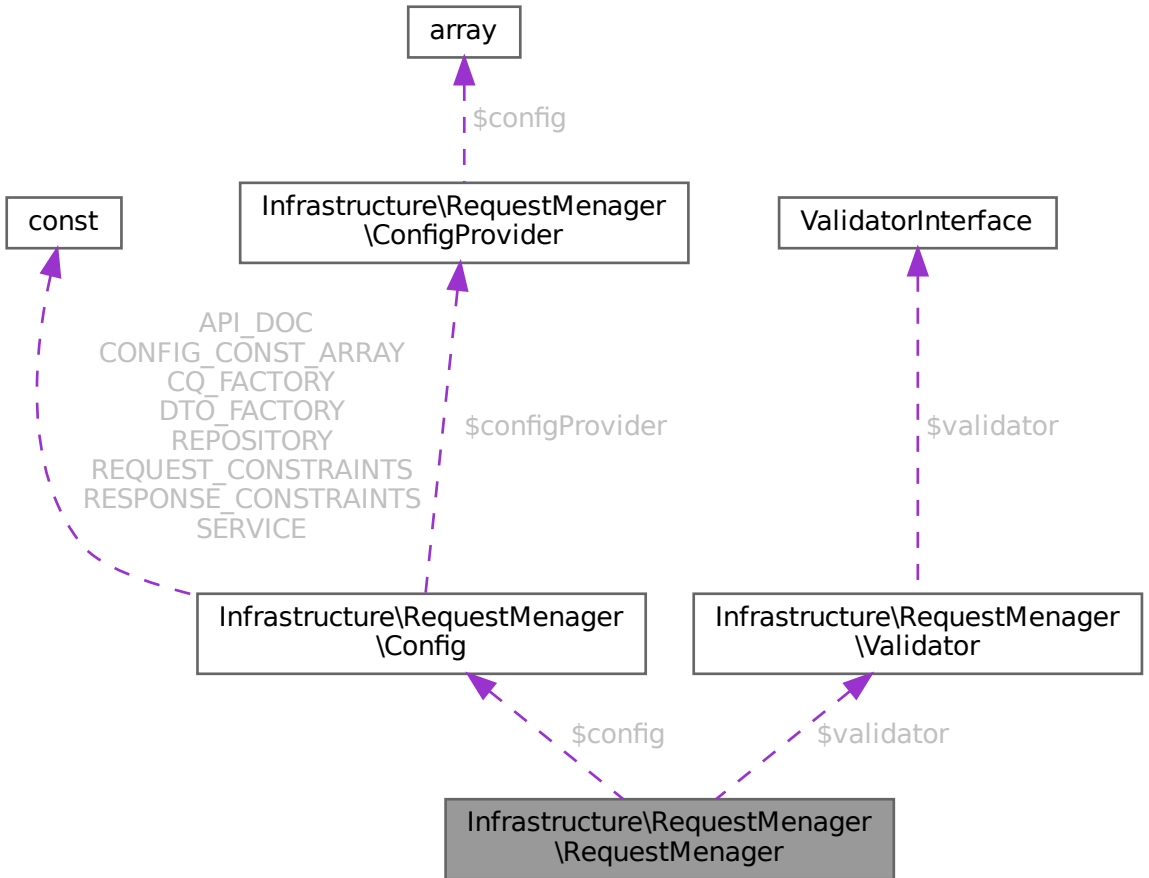 array
$config
Infrastructure\RequestMenager
\ConfigProvider
const
ValidatorInterface
API_DOC
CONFIG_CONST_ARRAY
CQ_FACTORY
DTO_FACTORY
REPOSITORY
REQUEST_CONSTRAINTS
RESPONSE_CONSTRAINTS
SERVICE
$configProvider
$validator
Infrastructure\RequestMenager
\Config
Infrastructure\RequestMenager
\Validator
$config
$validator
Infrastructure\RequestMenager
\RequestMenager